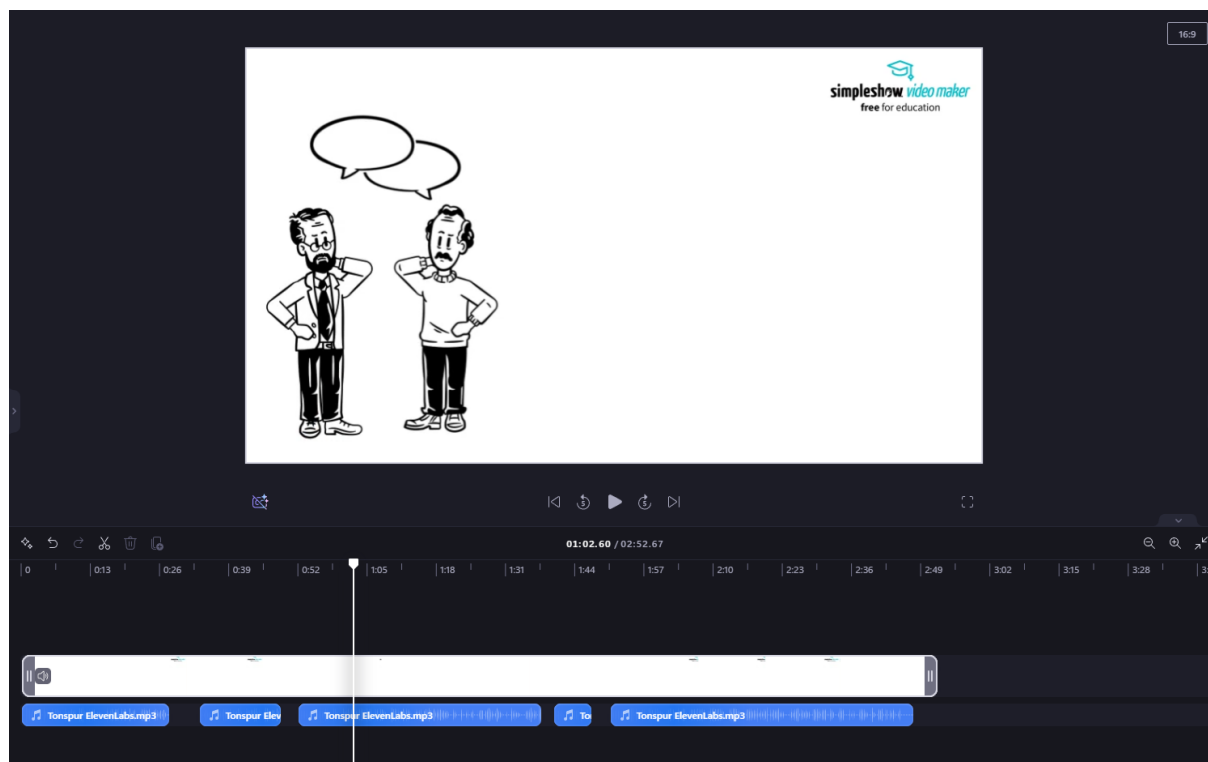 16:9
simpleshow video maker
free for education
5
5
01:02.60 / 02:52.67
0
0:13
0:26
0:39
0:52
1:05
1:18
1:31
1:44
1:57
2:10
2:23
2:36
2:49
3:02
3:15
3:28
Tonspur ElevenLabs.mp3
Tonspur Elev
Tonspur ElevenLabs.mp3
To
Tonspur ElevenLabs.mp3